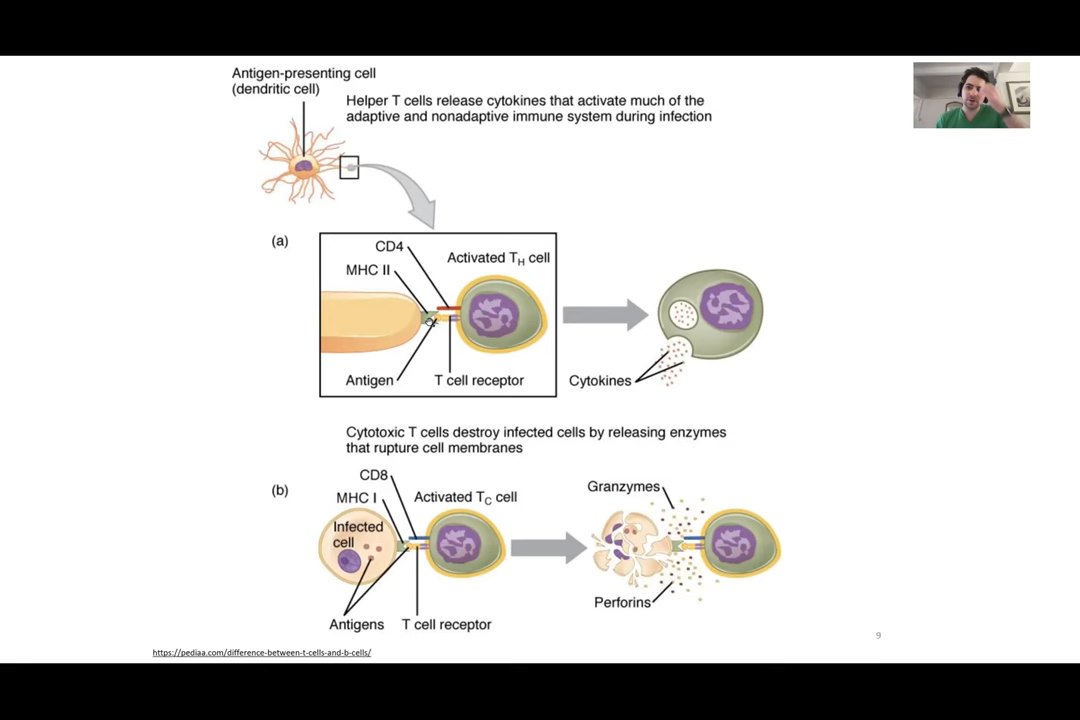 Antigen-presenting cell
(dendritic cell)
Helper T cells release cytokines that activate much of the
adaptive and nonadaptive immune system during infection
(a)
CD4
MHC II
Activated TH cell
Antigen
T cell receptor
Cytokines
Cytotoxic T cells destroy infected cells by releasing enzymes
that rupture cell membranes
(b)
CD8
MHC I
Activated TC cell
Infected
cell
Antigens
T cell receptor
Granzymes
Perforins
9
https://pediaa.com/difference-between-t-cells-and-b-cells/